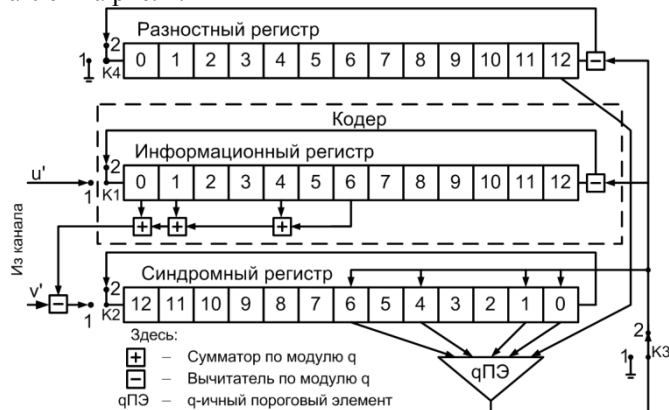 Разностный регистр
2
1
К4
0 1 2 3 4 5 6 7 8 9 10 11 12
−
Кодер
Информационный регистр
u'
2
1
К1
0 1 2 3 4 5 6 7 8 9 10 11 12
−
Из канала
+ + +
Синдромный регистр
v'
−
2
1
К2
12 11 10 9 8 7 6 5 4 3 2 1 0
Здесь:
+ – Сумматор по модулю q
− – Вычитатель по модулю q
qПЭ – q-ичный пороговый элемент
qПЭ
2
1
К3